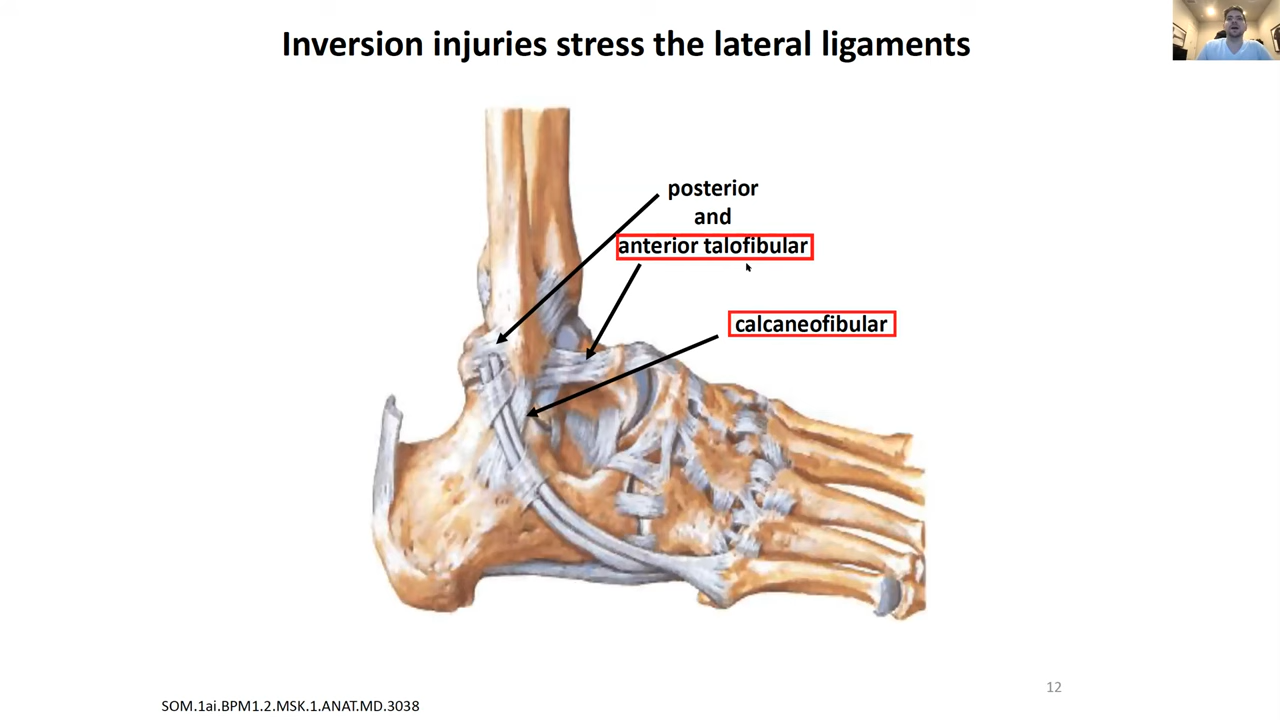 Inversion injuries stress the lateral ligaments
posterior
and
anterior talofibular
calcaneofibular
12
SOM.1ai.BPM1.2.MSK.1.ANAT.MD.3038